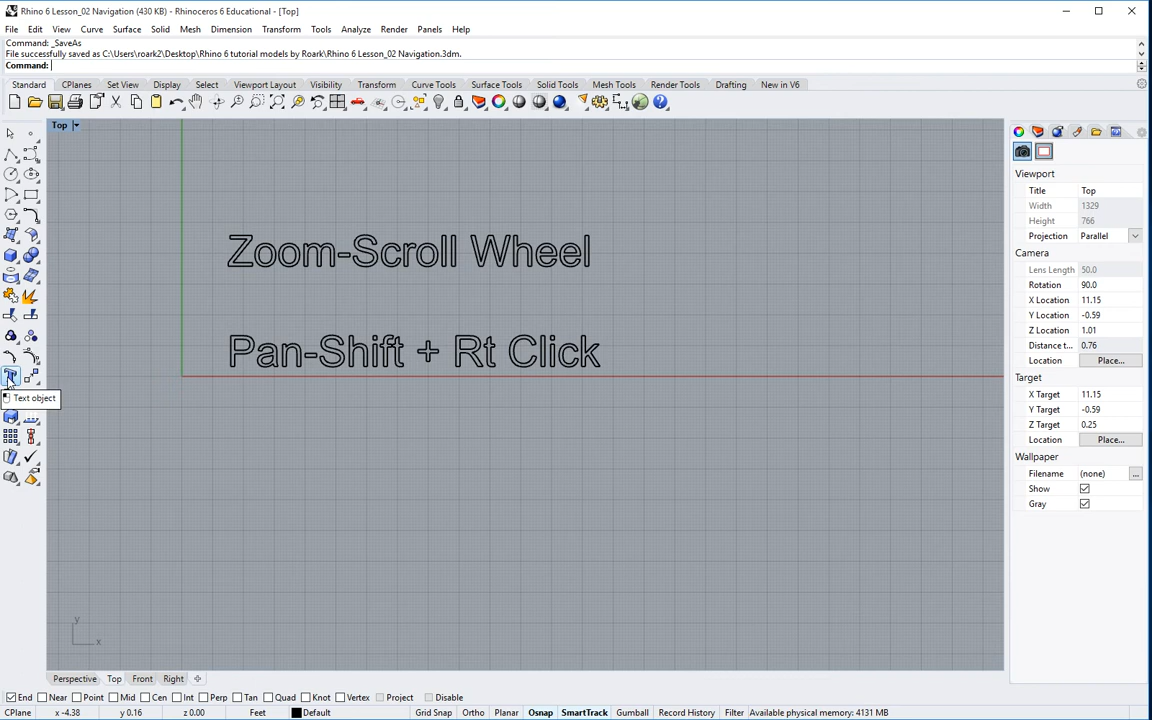 Rhino 6 Lesson_02 Navigation (430 KB) - Rhinoceros 6 Educational - [Top]
File Edit View Curve Surface Solid Mesh Dimension Transform Tools Analyze Render Panels Help
Command: _SaveAs
File successfully saved as C:\Users\roark2\Desktop\Rhino 6 tutorial models by Roark\Rhino 6 Lesson_02 Navigation.3dm.
Command:
Standard CPlanes Set View Display Select Viewport Layout Visibility Transform Curve Tools Surface Tools Solid Tools Mesh Tools Render Tools Drafting New in V6
Top
Zoom-Scroll Wheel
Pan-Shift + Rt Click
Text object
y
x
Viewport
Title Top
Width 1329
Height 766
Projection Parallel
Camera
Lens Length 50.0
Rotation 90.0
X Location 11.15
Y Location -0.59
Z Location 1.01
Distance t... 0.76
Location Place...
Target
X Target 11.15
Y Target -0.59
Z Target 0.25
Location Place...
Wallpaper
Filename (none) ...
Show
Gray
Perspective Top Front Right
End Near Point Mid Cen Int Perp Tan Quad Knot Vertex Project Disable
CPlane x -4.38 y 0.16 z 0.00 Feet Default Grid Snap Ortho Planar Osnap SmartTrack Gumball Record History Filter Available physical memory: 4131 MB